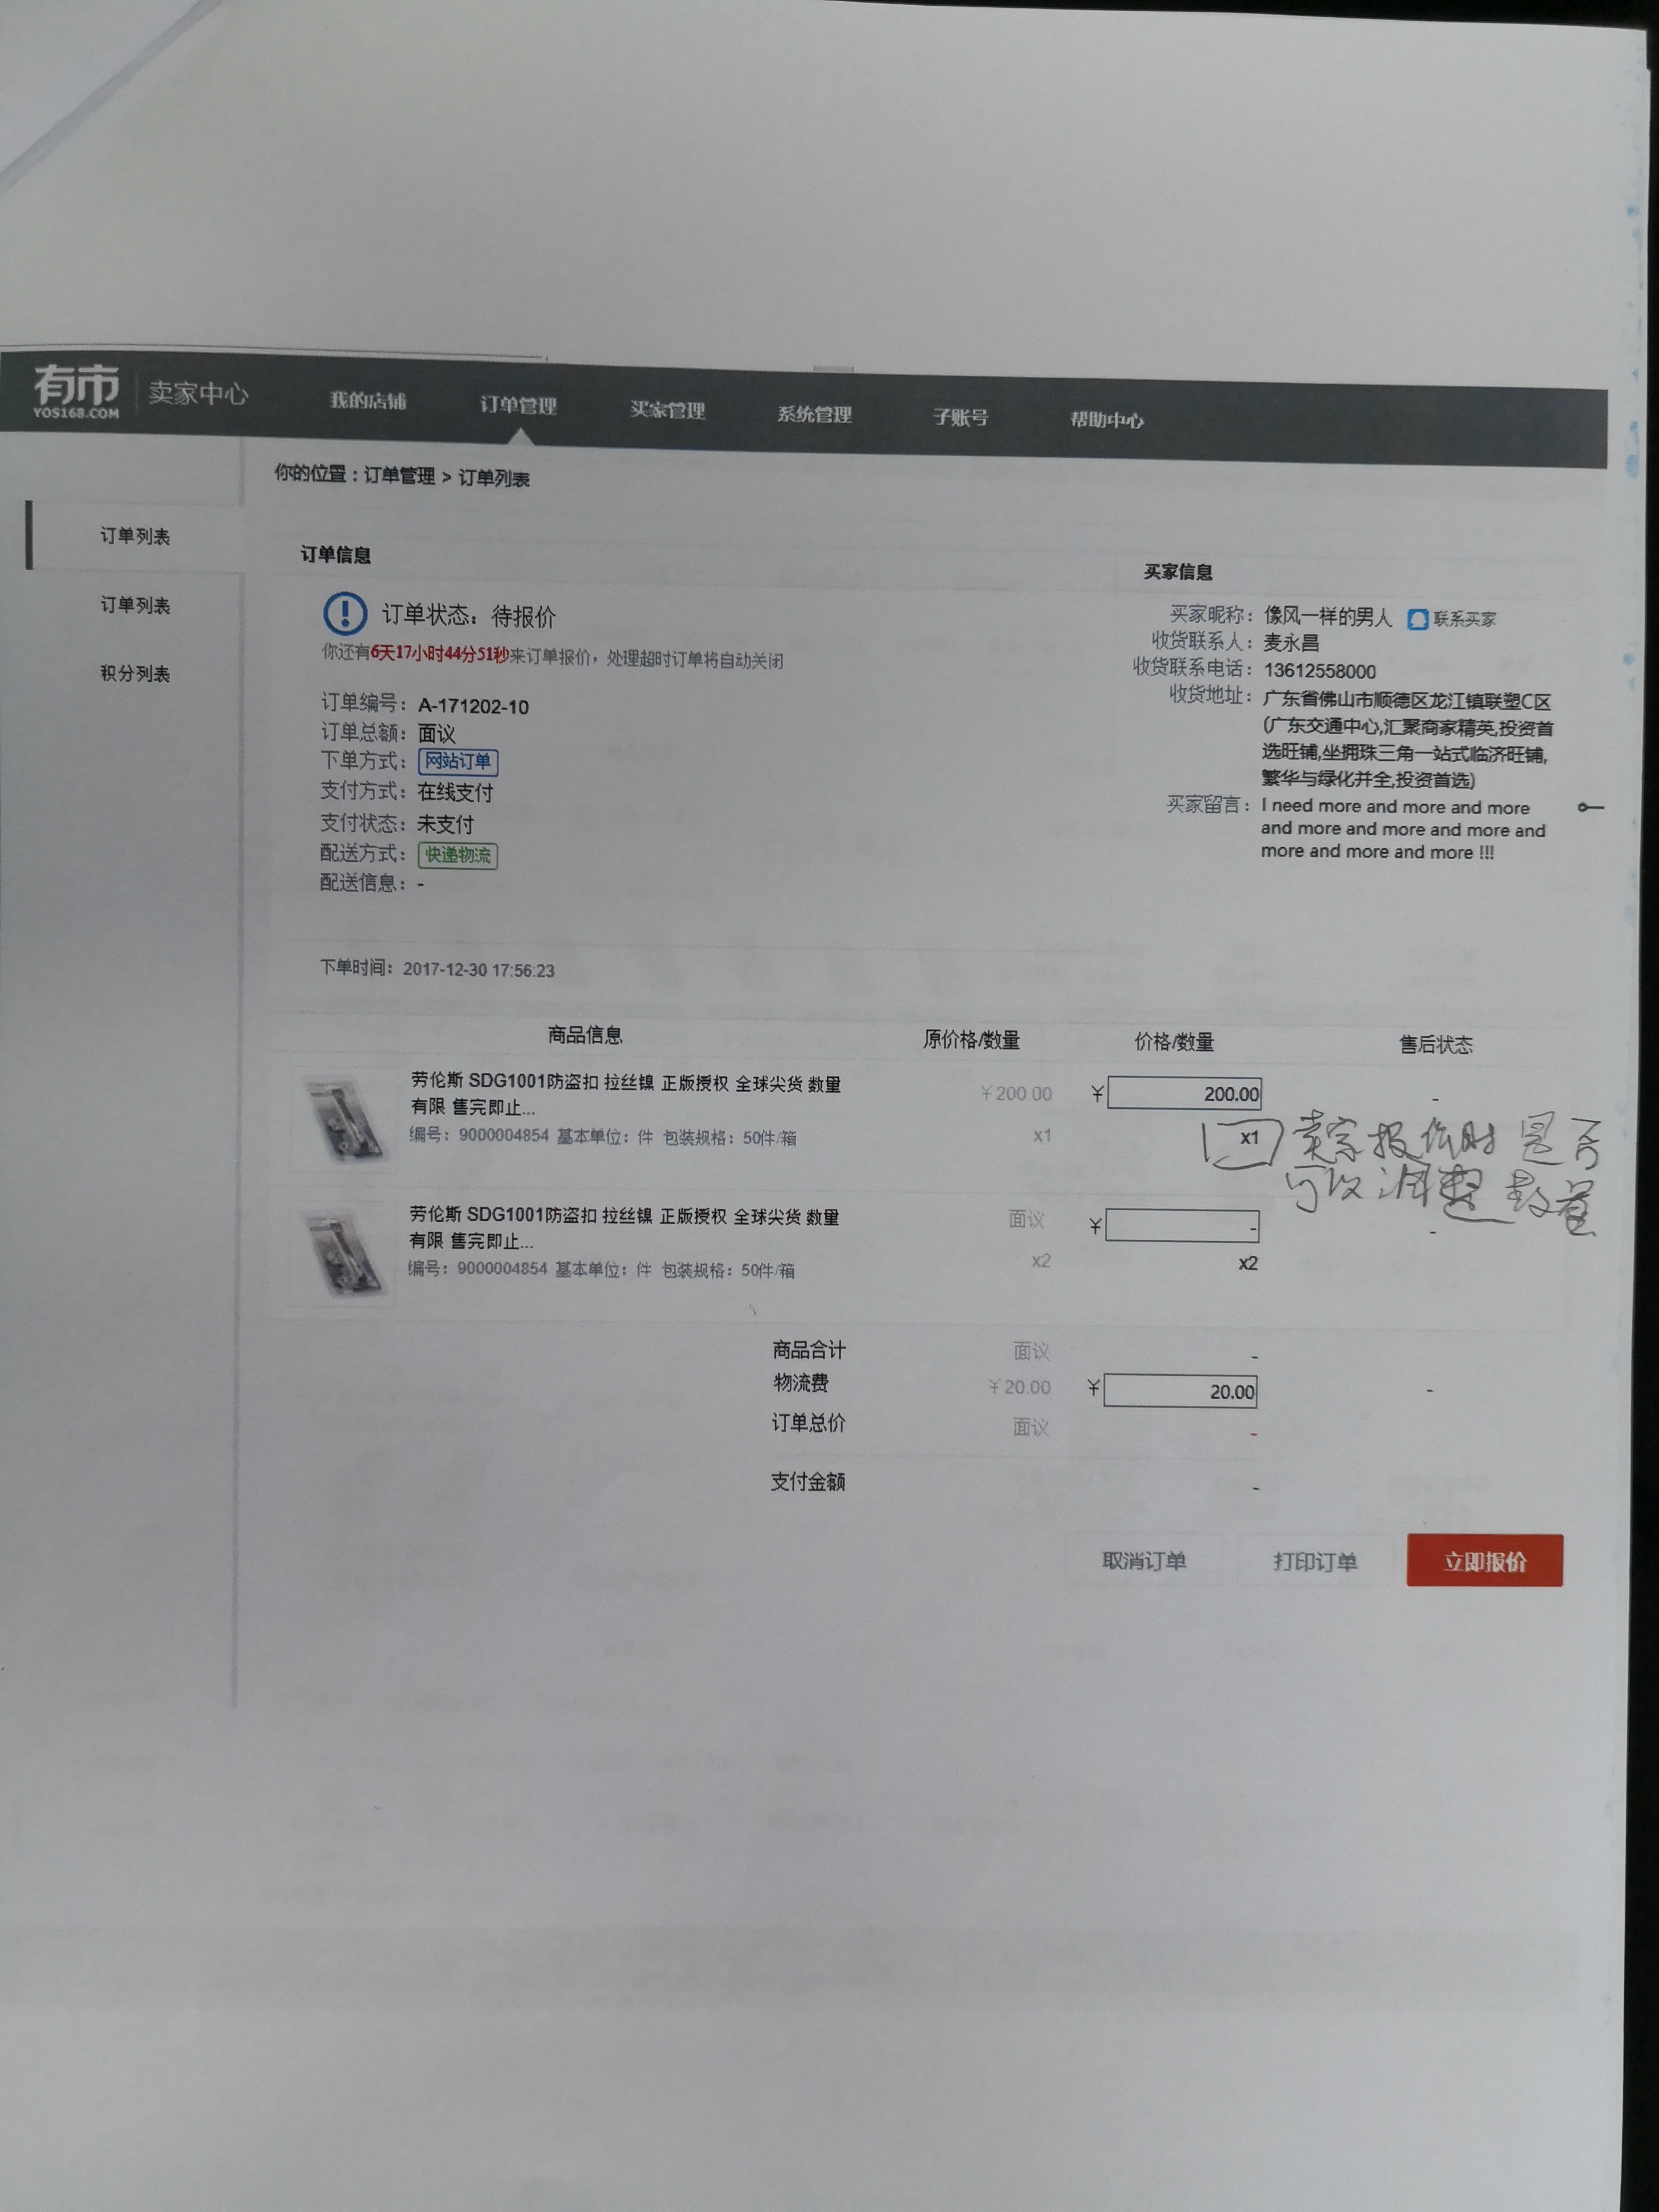 有市 卖家中心 我的店铺 订单管理 买家管理 系统管理 子账号 帮助中心
YOS168.COM
你的位置：订单管理 > 订单列表
订单列表
订单列表
积分列表
订单信息
订单状态：待报价
你还有6天17小时44分51秒来订单报价，处理超时订单将自动关闭
订单编号：A-171202-10
订单总额：面议
下单方式：网站订单
支付方式：在线支付
支付状态：未支付
配送方式：快递物流
配送信息：-
下单时间：2017-12-30 17:56:23
买家信息
买家昵称：像风一样的男人 联系买家
收货联系人：麦永昌
收货联系电话：13612558000
收货地址：广东省佛山市顺德区龙江镇联塑C区
(广东交通中心,汇聚商家精英,投资首
选旺铺,坐拥珠三角一站式临济旺铺,
繁华与绿化并全,投资首选)
买家留言：I need more and more and more
and more and more and more and
more and more and more !!!
商品信息 原价格/数量 价格/数量 售后状态
劳伦斯 SDG1001防盗扣 拉丝镍 正版授权 全球尖货 数量 ￥200.00 ￥ 200.00 -
有限 售完即止...
编号：9000004854 基本单位：件 包装规格：50件/箱 x1 x1
卖家报价时是否
可以调整数量
劳伦斯 SDG1001防盗扣 拉丝镍 正版授权 全球尖货 数量 面议 ￥ - -
有限 售完即止...
编号：9000004854 基本单位：件 包装规格：50件/箱 x2 x2
商品合计 面议 -
物流费 ￥20.00 ￥ 20.00 -
订单总价 面议 -
支付金额 -
取消订单 打印订单 立即报价